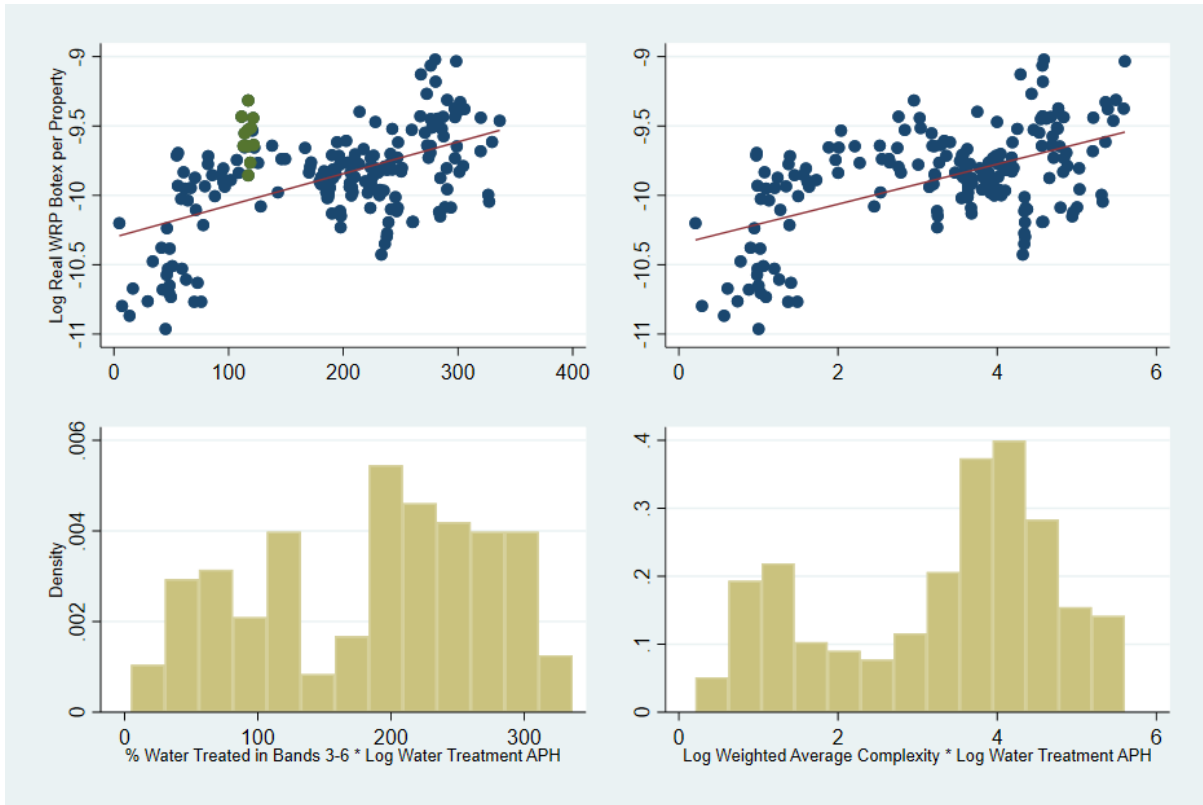 Log Real WRP Botex per Property
-9
-9.5
-10
-10.5
-11
0 100 200 300 400
-9
-9.5
-10
-10.5
-11
0 2 4 6
Density
.006
.004
.002
0
0 100 200 300
% Water Treated in Bands 3-6 * Log Water Treatment APH
.4
.3
.2
.1
0
0 2 4 6
Log Weighted Average Complexity * Log Water Treatment APH